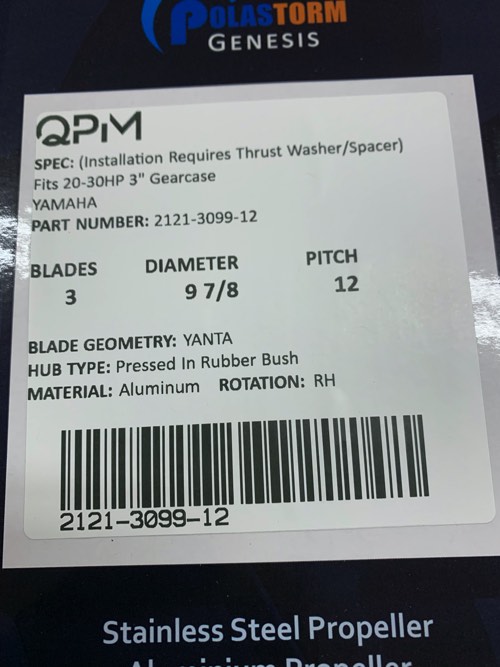 POLASTORM
GENESIS
QPM
SPEC: (Installation Requires Thrust Washer/Spacer)
Fits 20-30HP 3" Gearcase
YAMAHA
PART NUMBER: 2121-3099-12
BLADES DIAMETER PITCH
3 9 7/8 12
BLADE GEOMETRY: YANTA
HUB TYPE: Pressed In Rubber Bush
MATERIAL: Aluminum ROTATION: RH
2121-3099-12
Stainless Steel Propeller
Aluminium Propeller